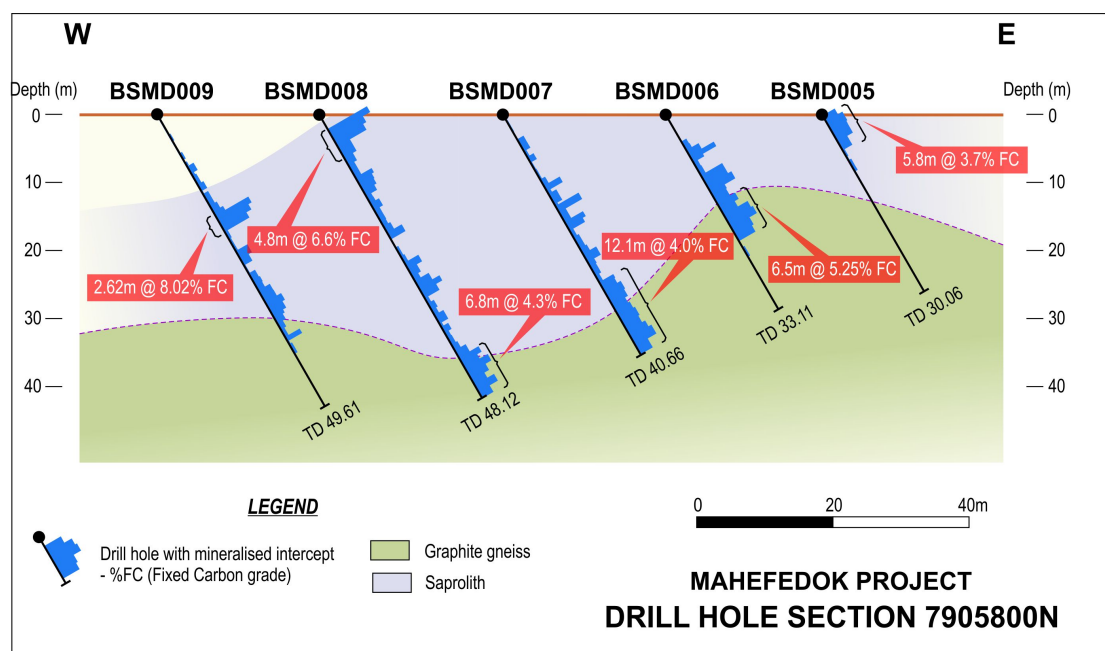 W
E
Depth (m)
BSMD009
BSMD008
BSMD007
BSMD006
BSMD005
Depth (m)
0
0
5.8m @ 3.7% FC
10
10
4.8m @ 6.6% FC
12.1m @ 4.0% FC
20
20
6.5m @ 5.25% FC
2.62m @ 8.02% FC
6.8m @ 4.3% FC
30
30
TD 30.06
TD 33.11
TD 40.66
40
40
TD 48.12
TD 49.61
LEGEND
Drill hole with mineralised intercept
- %FC (Fixed Carbon grade)
Graphite gneiss
Saprolith
0
20
40m
MAHEFEDOK PROJECT
DRILL HOLE SECTION 7905800N